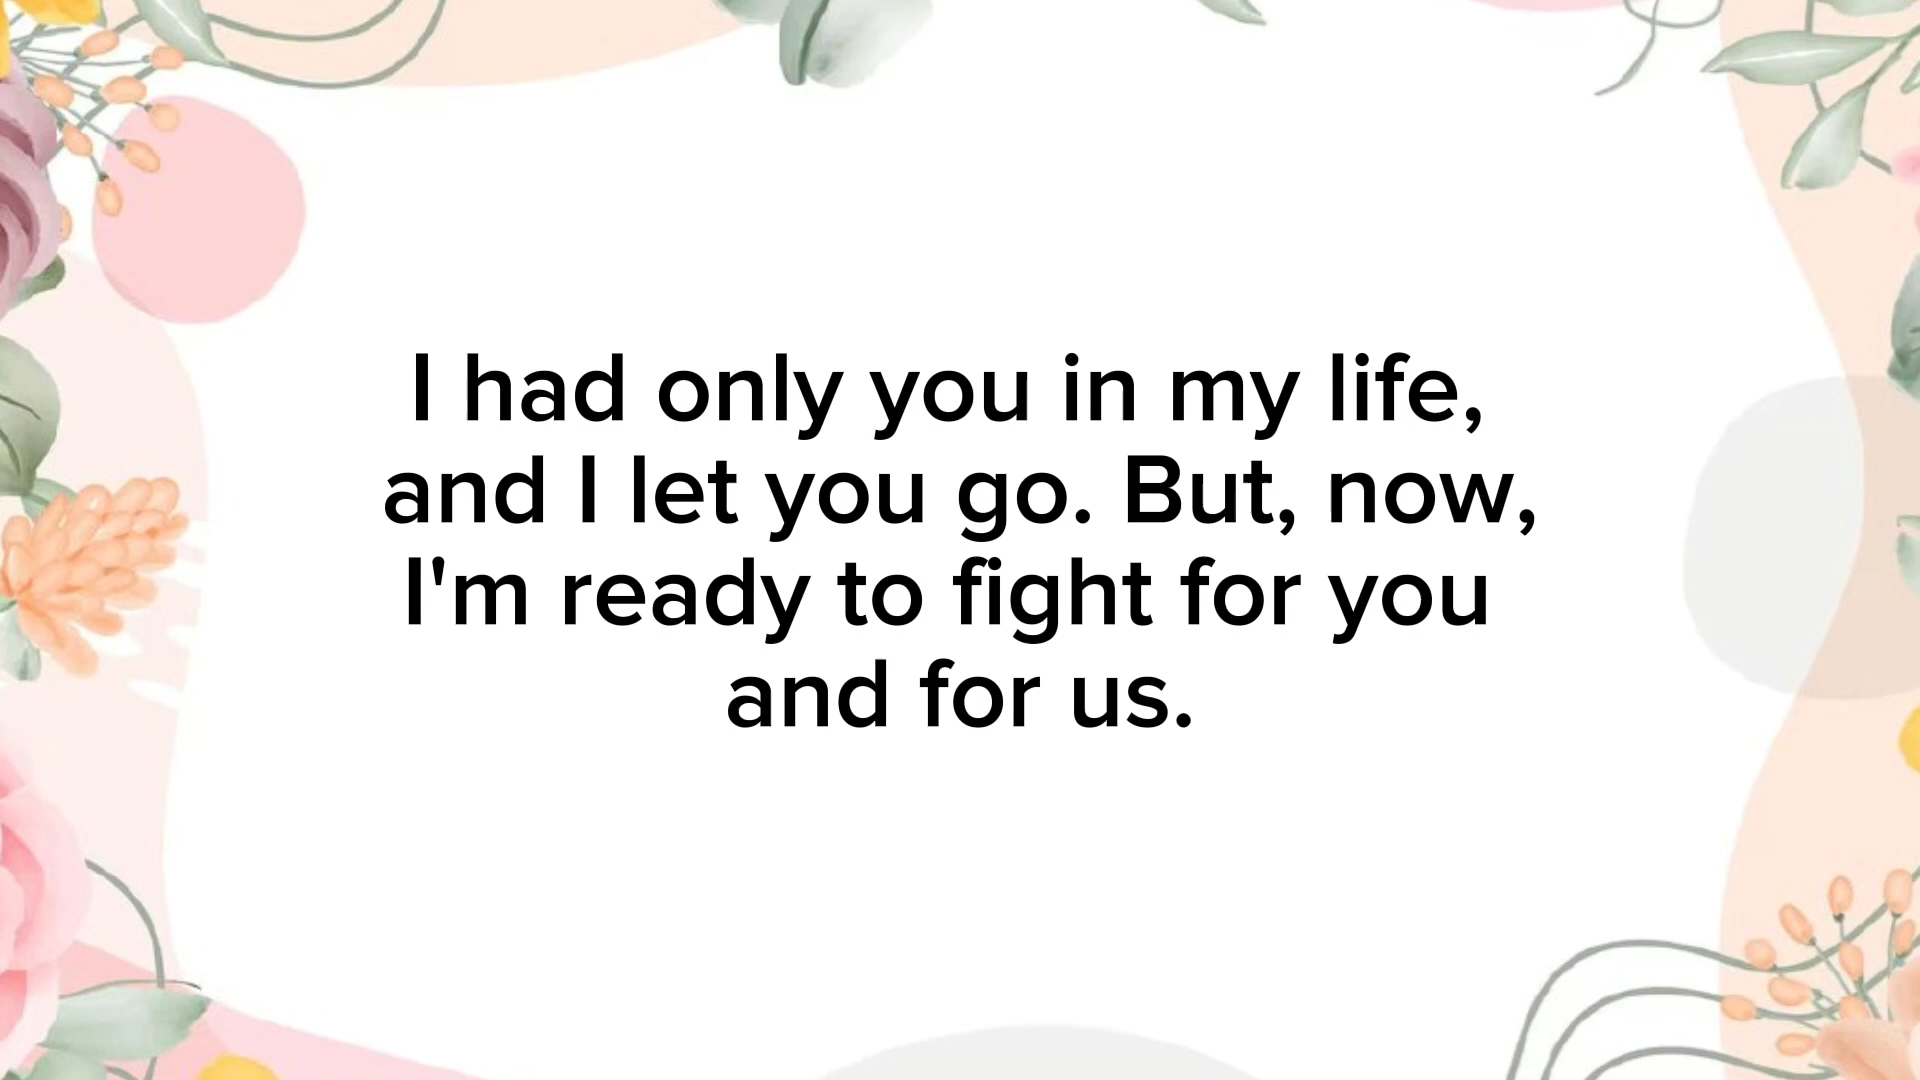 I had only you in my life,
and I let you go. But, now,
I'm ready to fight for you
and for us.